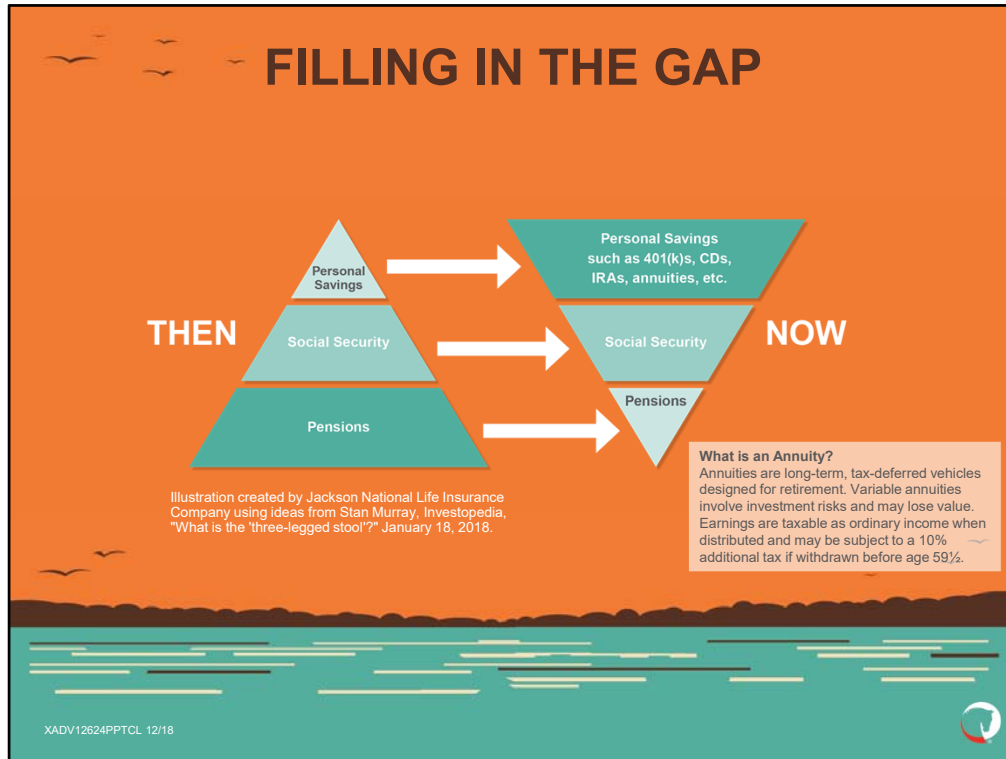 FILLING IN THE GAP
THEN
Personal
Savings
Social Security
Pensions
Personal Savings
such as 401(k)s, CDs,
IRAs, annuities, etc.
Social Security
Pensions
NOW
Illustration created by Jackson National Life Insurance
Company using ideas from Stan Murray, Investopedia,
"What is the 'three-legged stool'?" January 18, 2018.
What is an Annuity?
Annuities are long-term, tax-deferred vehicles
designed for retirement. Variable annuities
involve investment risks and may lose value.
Earnings are taxable as ordinary income when
distributed and may be subject to a 10%
additional tax if withdrawn before age 59½.
XADV12624PPTCL 12/18